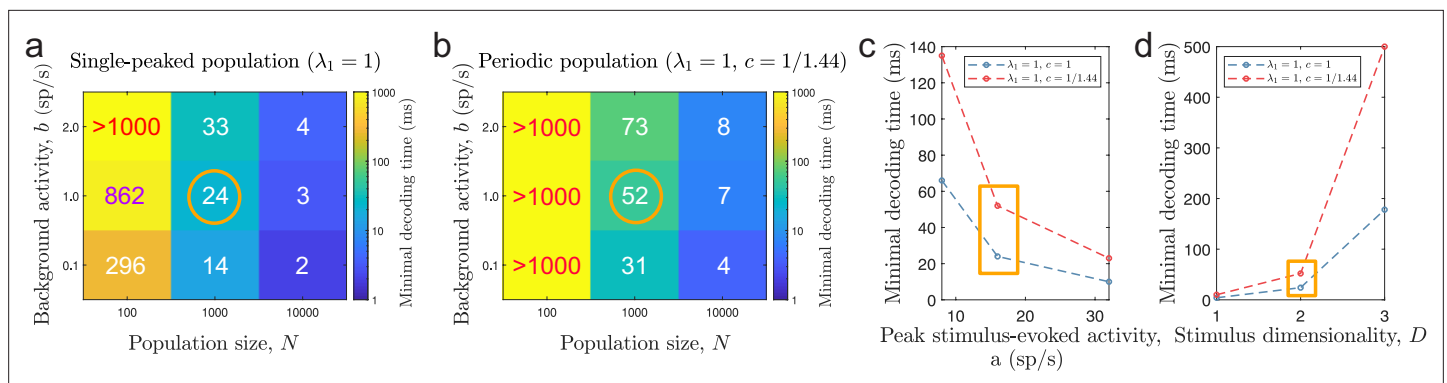 a
Single-peaked population (λ₁ = 1)
Background activity, b (sp/s)
2.0
1.0
0.1
>1000 33 4
862 24 3
296 14 2
100 1000 10000
Population size, N
1000
100
10
1
Minimal decoding time (ms)
b
Periodic population (λ₁ = 1, c = 1/1.44)
Background activity, b (sp/s)
2.0
1.0
0.1
>1000 73 8
>1000 52 7
>1000 31 4
100 1000 10000
Population size, N
1000
100
10
1
Minimal decoding time (ms)
c
Minimal decoding time (ms)
140
120
100
80
60
40
20
0
λ₁ = 1, c = 1
λ₁ = 1, c = 1/1.44
10 20 30
Peak stimulus-evoked activity,
a (sp/s)
d
Minimal decoding time (ms)
500
400
300
200
100
0
λ₁ = 1, c = 1
λ₁ = 1, c = 1/1.44
1 2 3
Stimulus dimensionality, D